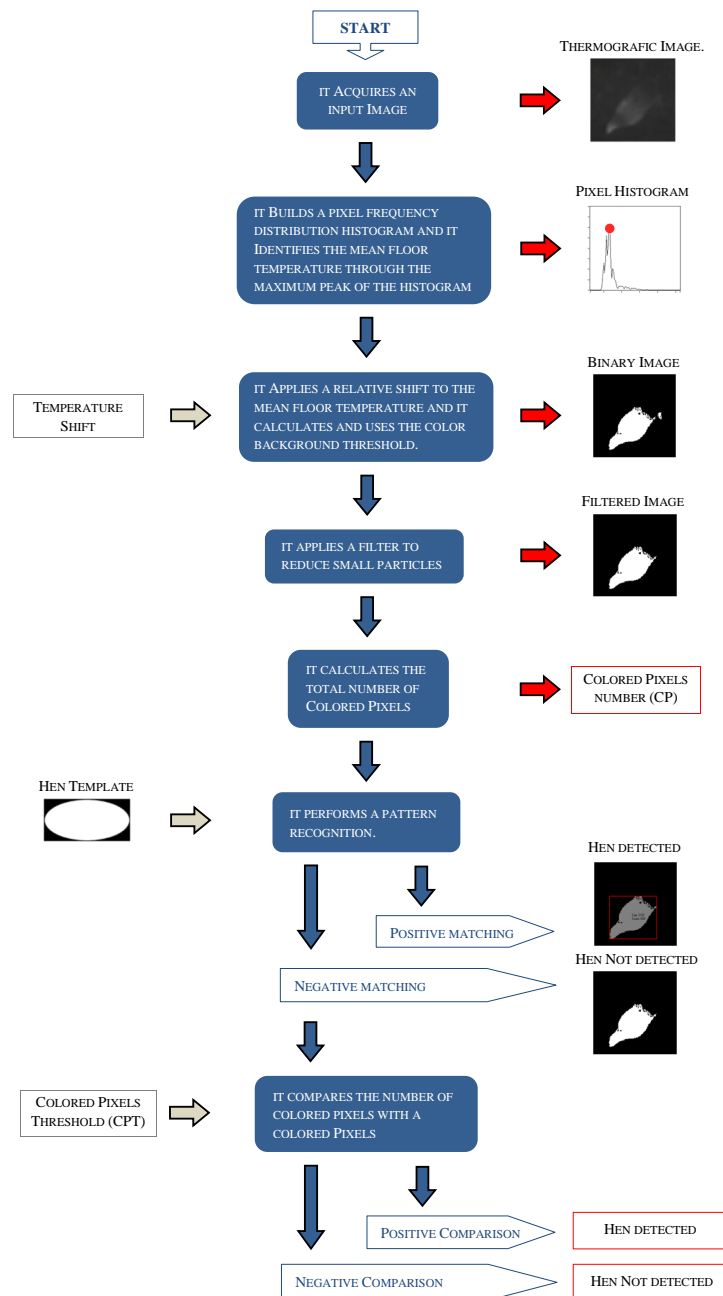 START
THERMOGRAFIC IMAGE.
IT ACQUIRES AN
INPUT IMAGE
PIXEL HISTOGRAM
IT BUILDS A PIXEL FREQUENCY
DISTRIBUTION HISTOGRAM AND IT
IDENTIFIES THE MEAN FLOOR
TEMPERATURE THROUGH THE
MAXIMUM PEAK OF THE HISTOGRAM
BINARY IMAGE
TEMPERATURE
SHIFT
IT APPLIES A RELATIVE SHIFT TO THE
MEAN FLOOR TEMPERATURE AND IT
CALCULATES AND USES THE COLOR
BACKGROUND THRESHOLD.
FILTERED IMAGE
IT APPLIES A FILTER TO
REDUCE SMALL PARTICLES
IT CALCULATES THE
TOTAL NUMBER OF
COLORED PIXELS
COLORED PIXELS
NUMBER (CP)
HEN TEMPLATE
IT PERFORMS A PATTERN
RECOGNITION.
HEN DETECTED
POSITIVE MATCHING
HEN NOT DETECTED
NEGATIVE MATCHING
COLORED PIXELS
THRESHOLD (CPT)
IT COMPARES THE NUMBER OF
COLORED PIXELS WITH A
COLORED PIXELS
POSITIVE COMPARISON
HEN DETECTED
NEGATIVE COMPARISON
HEN NOT DETECTED